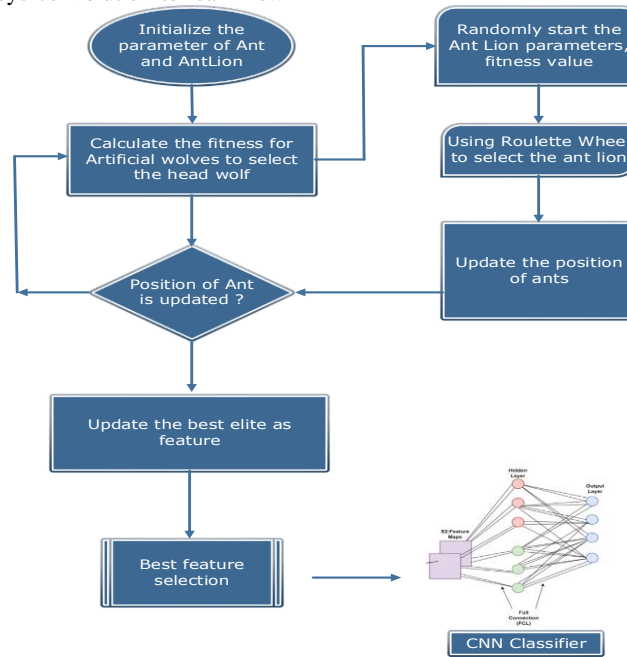 Initialize the
parameter of Ant
and AntLion
Randomly start the
Ant Lion parameters,
fitness value
Calculate the fitness for
Artificial wolves to select
the head wolf
Using Roulette Whee
to select the ant lion
Position of Ant
is updated ?
Update the position
of ants
Update the best elite as
feature
Best feature
selection
Hidden
Layer
Output
Layer
S2:Feature
Maps
Full
Connection
(FCL)
CNN Classifier